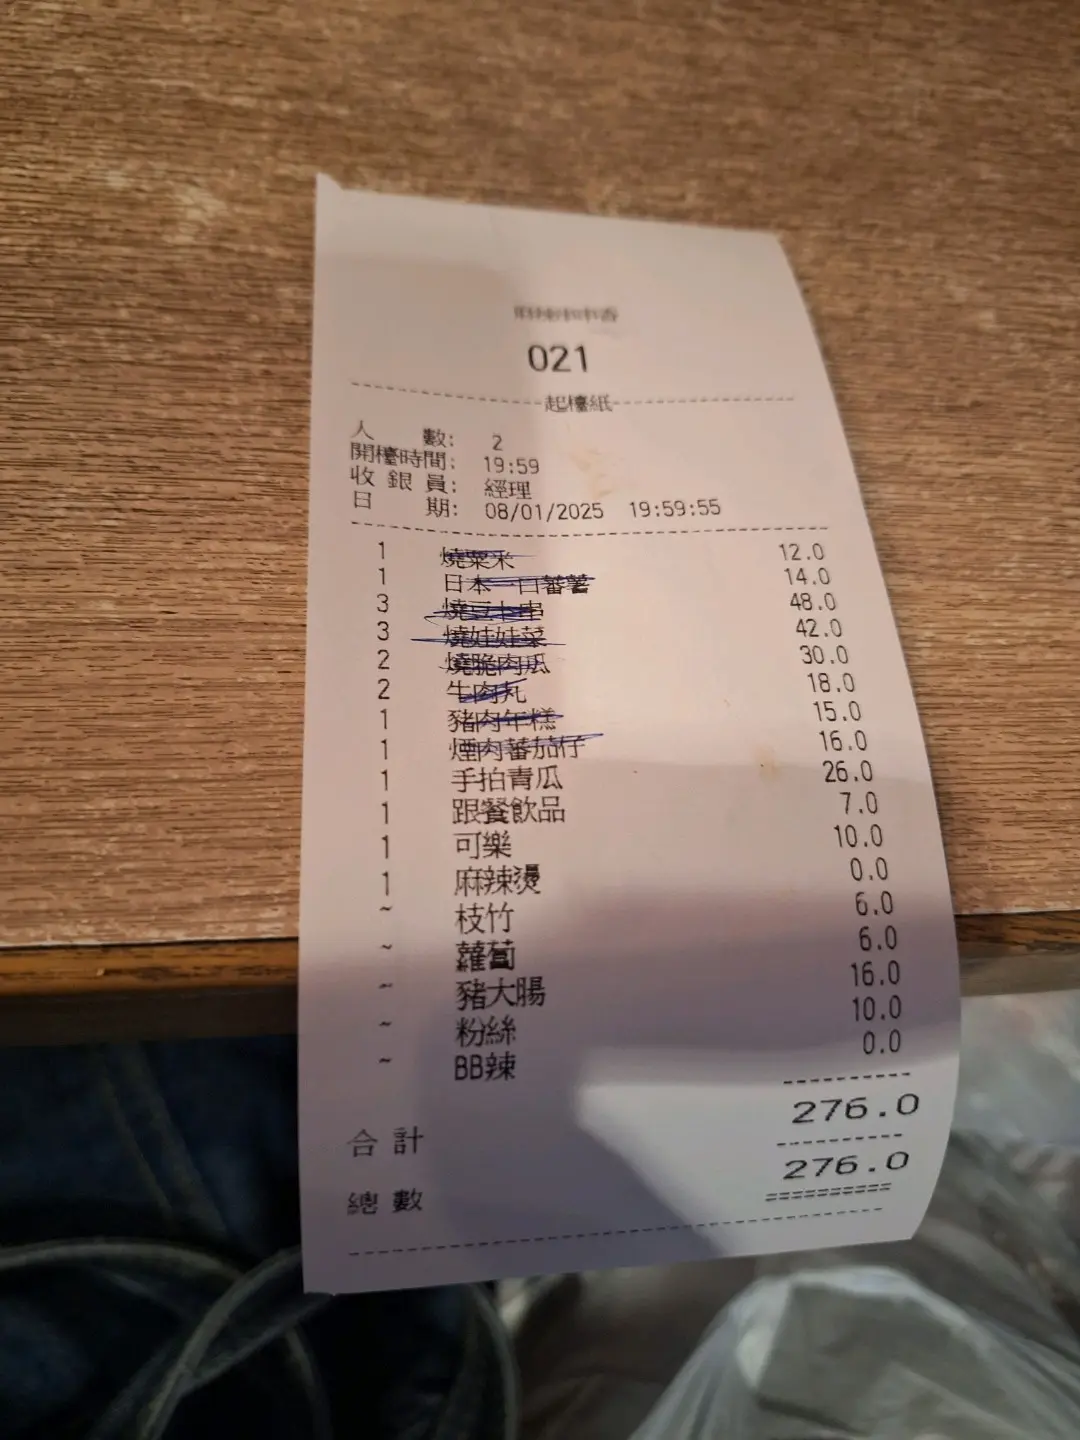 麻辣串串香
021
起檯紙
人 數: 2
開檯時間: 19:59
收銀員: 經理
日 期: 08/01/2025 19:59:55
1 燒粟米 12.0
1 日本一口蕃薯 14.0
3 燒豆卜串 48.0
3 燒娃娃菜 42.0
2 燒脆肉瓜 30.0
2 牛肉丸 18.0
1 豬肉年糕 15.0
1 煙肉蕃茄仔 16.0
1 手拍青瓜 26.0
1 跟餐飲品 7.0
1 可樂 10.0
1 麻辣燙 0.0
~ 枝竹 6.0
~ 蘿蔔 6.0
~ 豬大腸 16.0
~ 粉絲 10.0
~ BB辣 0.0
合計 276.0
總數 276.0